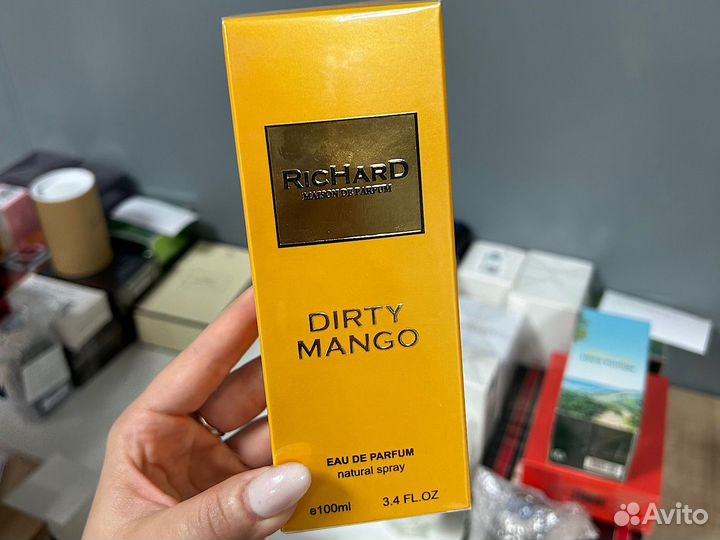 RICHARD
MAISON DE PARFUM
DIRTY
MANGO
EAU DE PARFUM
natural spray
e100ml 3.4 FL.OZ
Avito